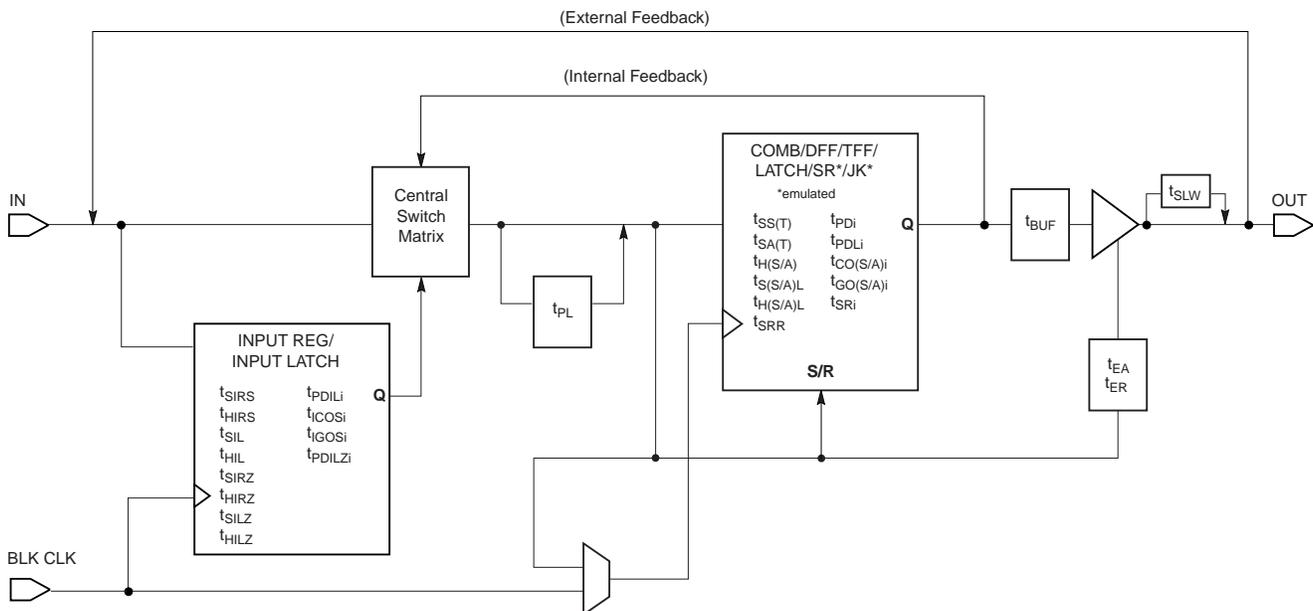 (External Feedback)
(Internal Feedback)
IN
Central
Switch
Matrix
COMB/DFF/TFF/
LATCH/SR*/JK*
*emulated
tSS(T) tPDi
tSA(T) tPDLi
tH(S/A) tCO(S/A)i
tS(S/A)L tGO(S/A)i
tH(S/A)L tSRi
tSRR
Q
S/R
tBUF
tSLW
OUT
tPL
tEA
tER
INPUT REG/
INPUT LATCH
tSIRS tPDILi
tHIRS tICOSi
tSIL tIGOSi
tHIL tPDILZi
tSIRZ
tHIRZ
tSILZ
tHILZ
Q
BLK CLK